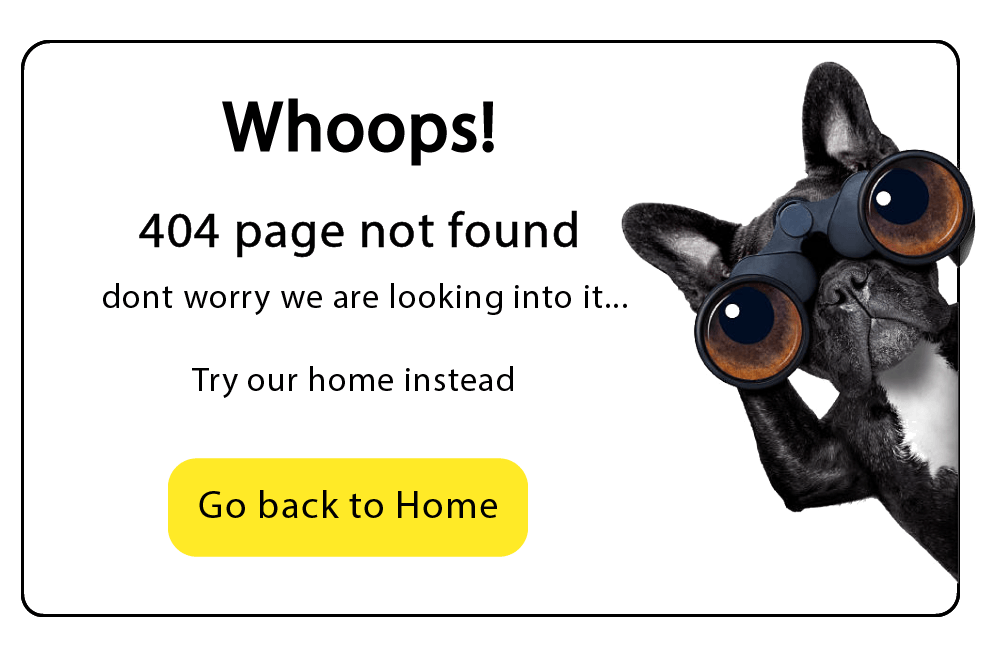 Whoops!
404 page not found
dont worry we are looking into it...
Try our home instead
Go back to Home